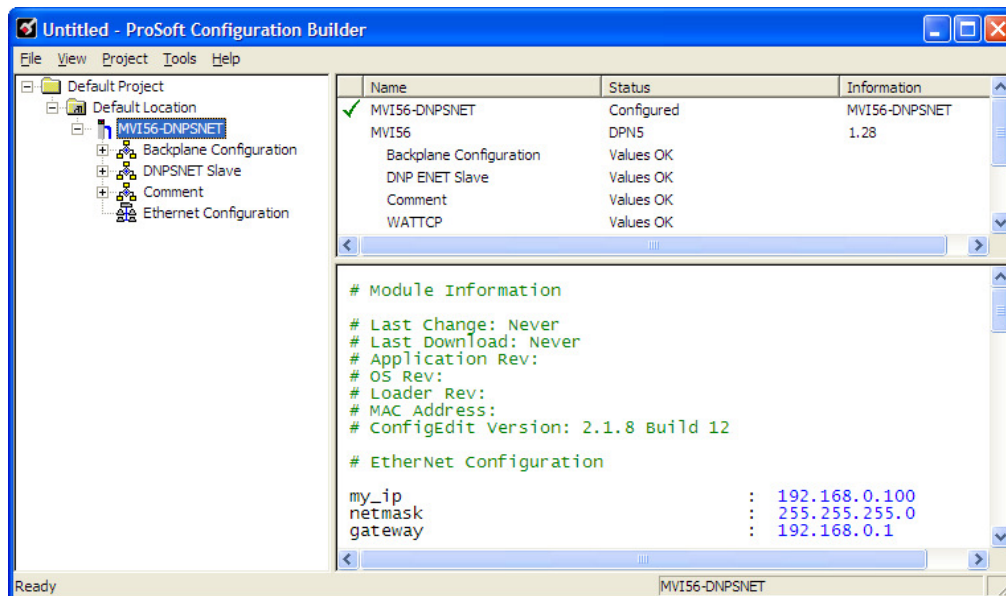 Untitled - ProSoft Configuration Builder
File View Project Tools Help
Default Project
Default Location
MVI56-DNPSNET
Backplane Configuration
DNPSNET Slave
Comment
Ethernet Configuration
Name Status Information
MVI56-DNPSNET Configured MVI56-DNPSNET
MVI56 DPN5 1.28
Backplane Configuration Values OK
DNP ENET Slave Values OK
Comment Values OK
WATTCP Values OK
# Module Information
# Last Change: Never
# Last Download: Never
# Application Rev:
# OS Rev:
# Loader Rev:
# MAC Address:
# ConfigEdit Version: 2.1.8 Build 12
# EtherNet Configuration
my_ip : 192.168.0.100
netmask : 255.255.255.0
gateway : 192.168.0.1
Ready MVI56-DNPSNET